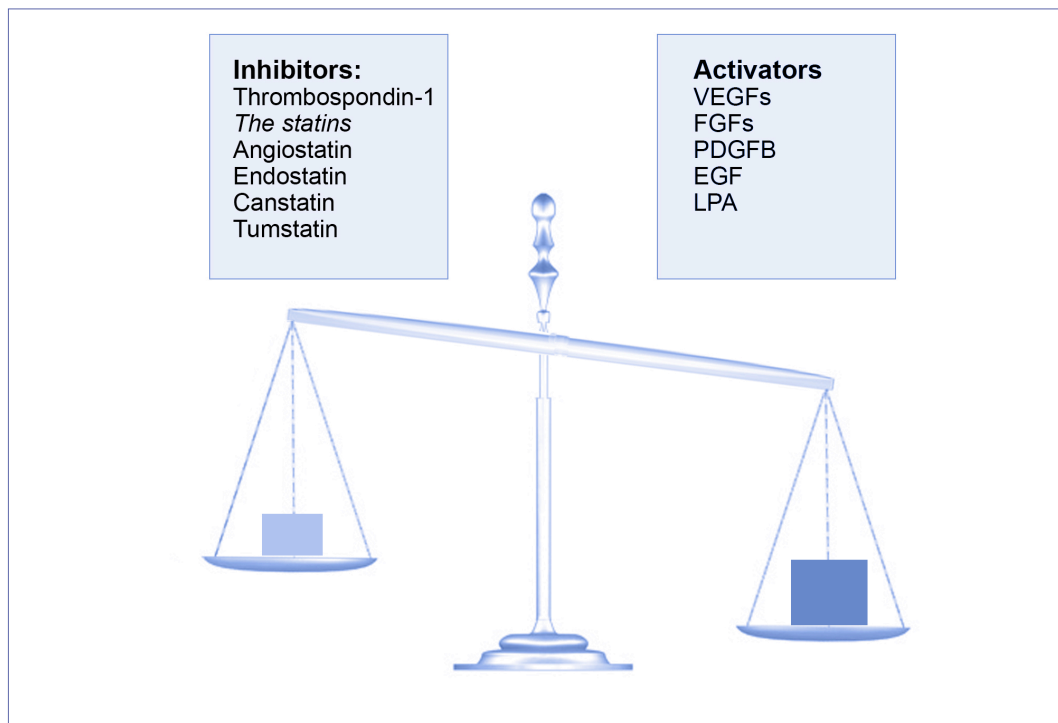 Inhibitors:
Thrombospondin-1
The statins
Angiostatin
Endostatin
Canstatin
Tumstatin
Activators
VEGFs
FGFs
PDGFB
EGF
LPA